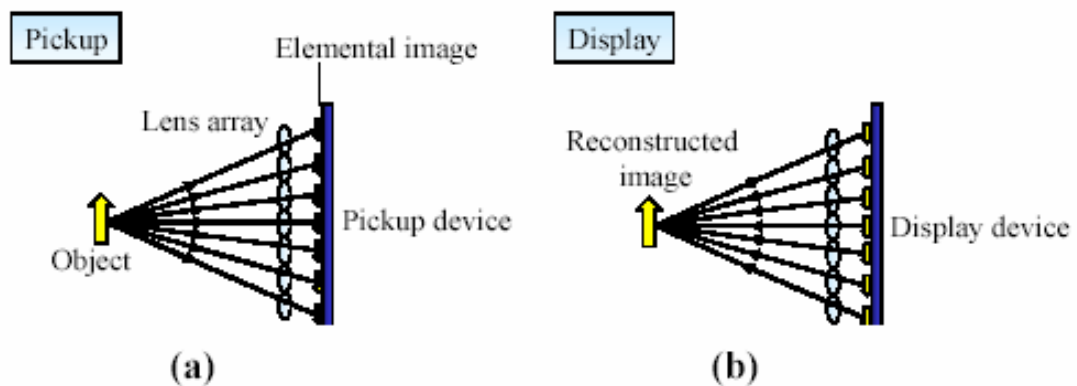 Pickup
Elemental image
Lens array
Pickup device
Object
(a)
Display
Reconstructed
image
Display device
(b)